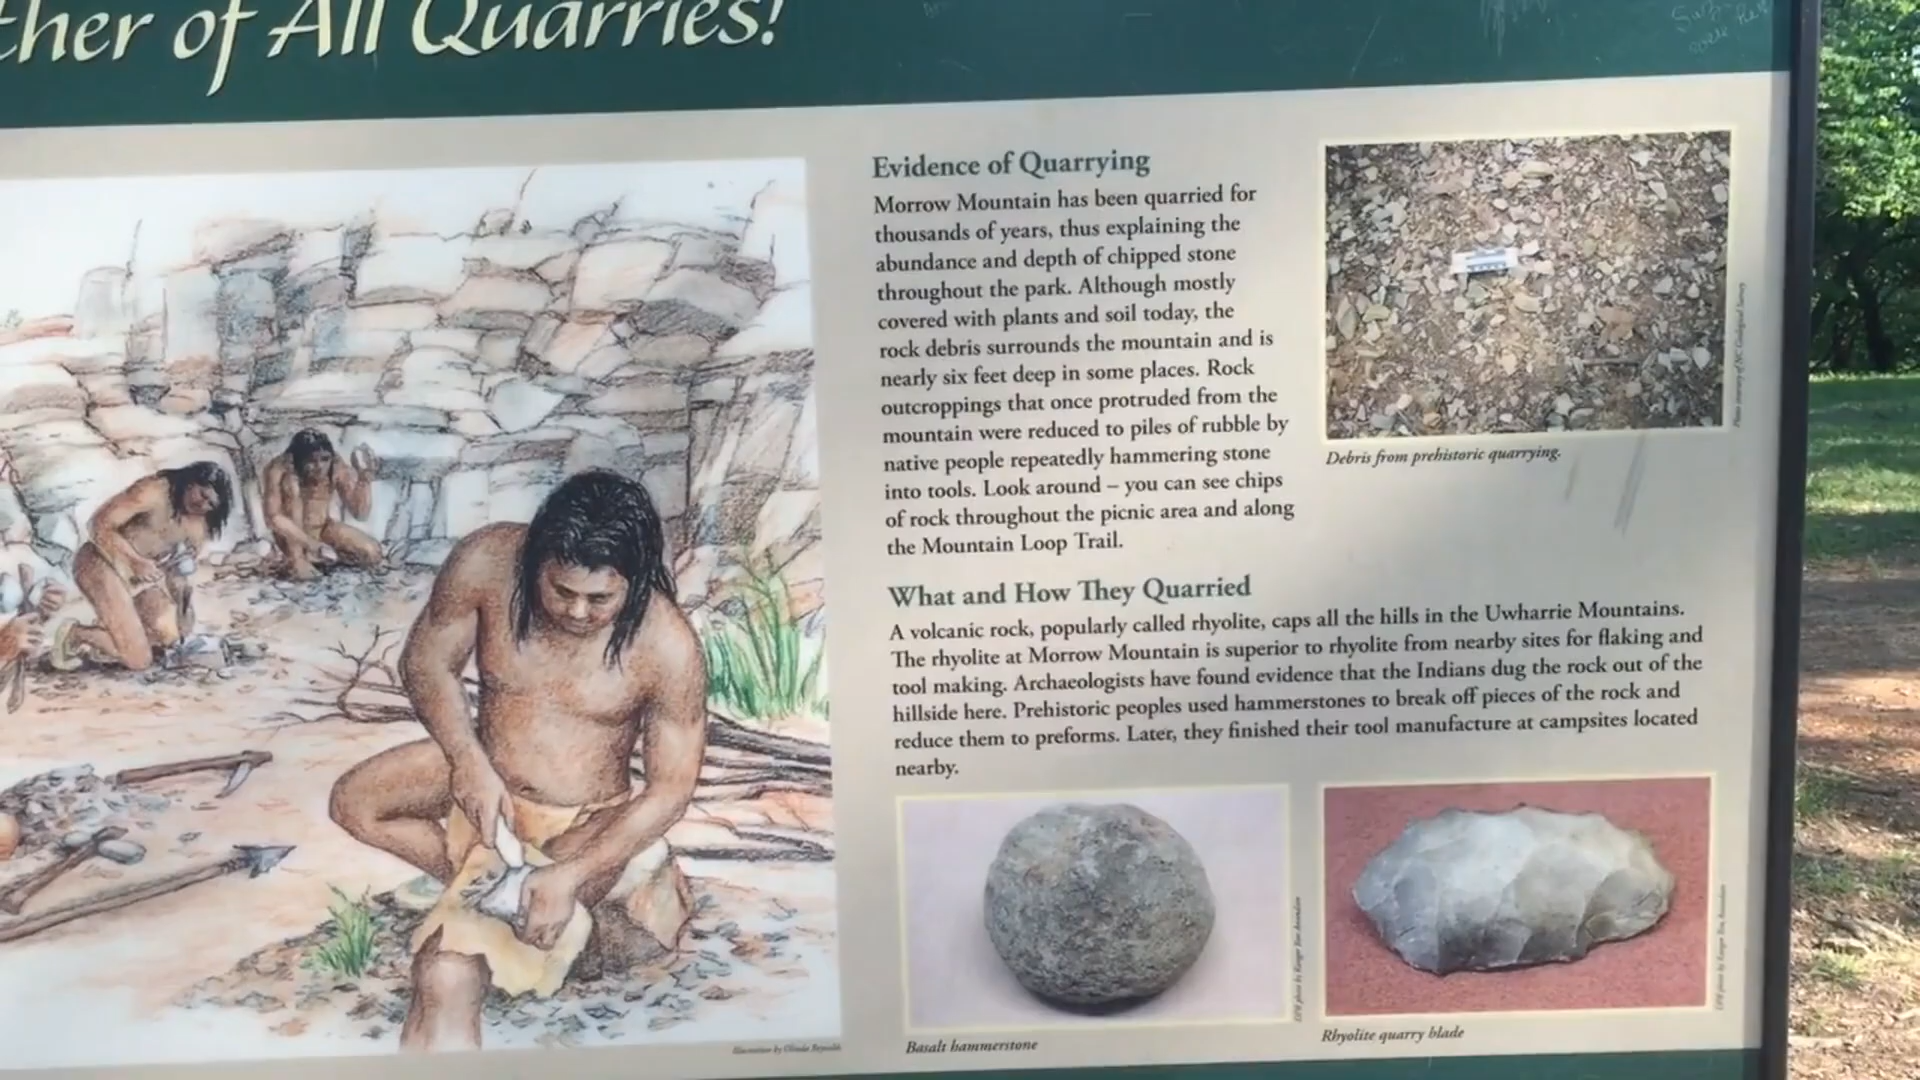 ther of All Quarries!
Evidence of Quarrying
Morrow Mountain has been quarried for
thousands of years, thus explaining the
abundance and depth of chipped stone
throughout the park. Although mostly
covered with plants and soil today, the
rock debris surrounds the mountain and is
nearly six feet deep in some places. Rock
outcroppings that once protruded from the
mountain were reduced to piles of rubble by
native people repeatedly hammering stone
into tools. Look around – you can see chips
of rock throughout the picnic area and along
the Mountain Loop Trail.
Debris from prehistoric quarrying.
What and How They Quarried
A volcanic rock, popularly called rhyolite, caps all the hills in the Uwharrie Mountains.
The rhyolite at Morrow Mountain is superior to rhyolite from nearby sites for flaking and
tool making. Archaeologists have found evidence that the Indians dug the rock out of the
hillside here. Prehistoric peoples used hammerstones to break off pieces of the rock and
reduce them to preforms. Later, they finished their tool manufacture at campsites located
nearby.
Basalt hammerstone
Rhyolite quarry blade